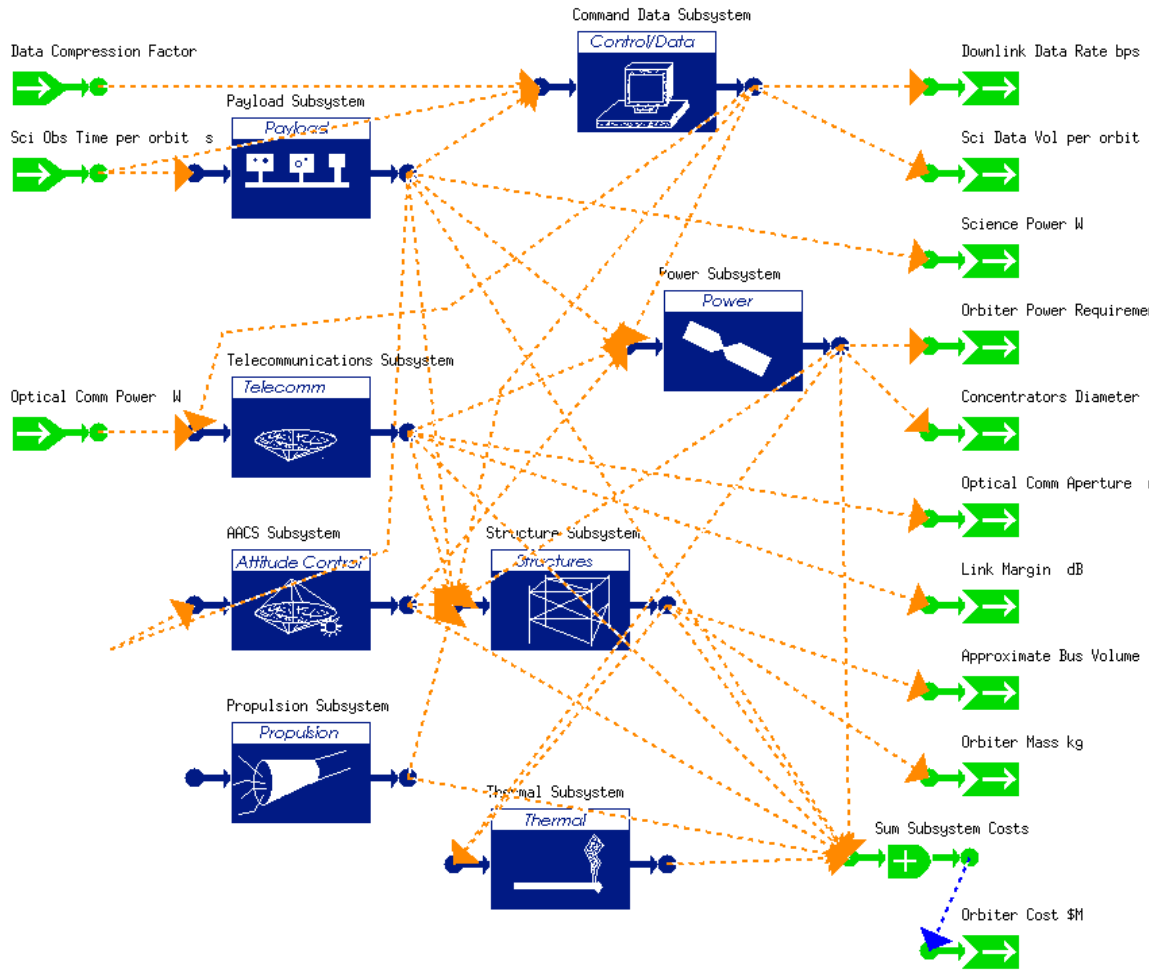 Command Data Subsystem
Control/Data
Data Compression Factor
Downlink Data Rate bps
Payload Subsystem
Payload
Sci Obs Time per orbit s
Sci Data Vol per orbit
Science Power W
Power Subsystem
Power
Orbiter Power Requireme
Telecommunications Subsystem
Telecomm
Optical Comm Power W
Concentrators Diameter
Optical Comm Aperture
AACS Subsystem
Attitude Control
Structure Subsystem
Structures
Link Margin dB
Approximate Bus Volume
Propulsion Subsystem
Propulsion
Orbiter Mass kg
Thermal Subsystem
Thermal
Sum Subsystem Costs
Orbiter Cost $M